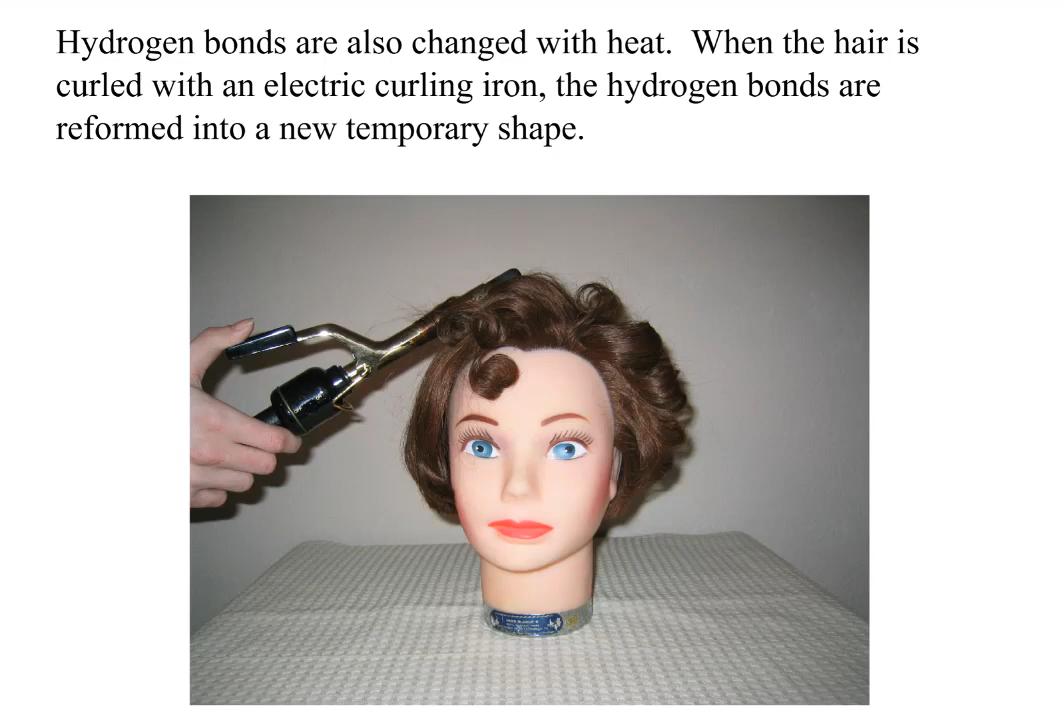 Hydrogen bonds are also changed with heat.  When the hair is
curled with an electric curling iron, the hydrogen bonds are
reformed into a new temporary shape.